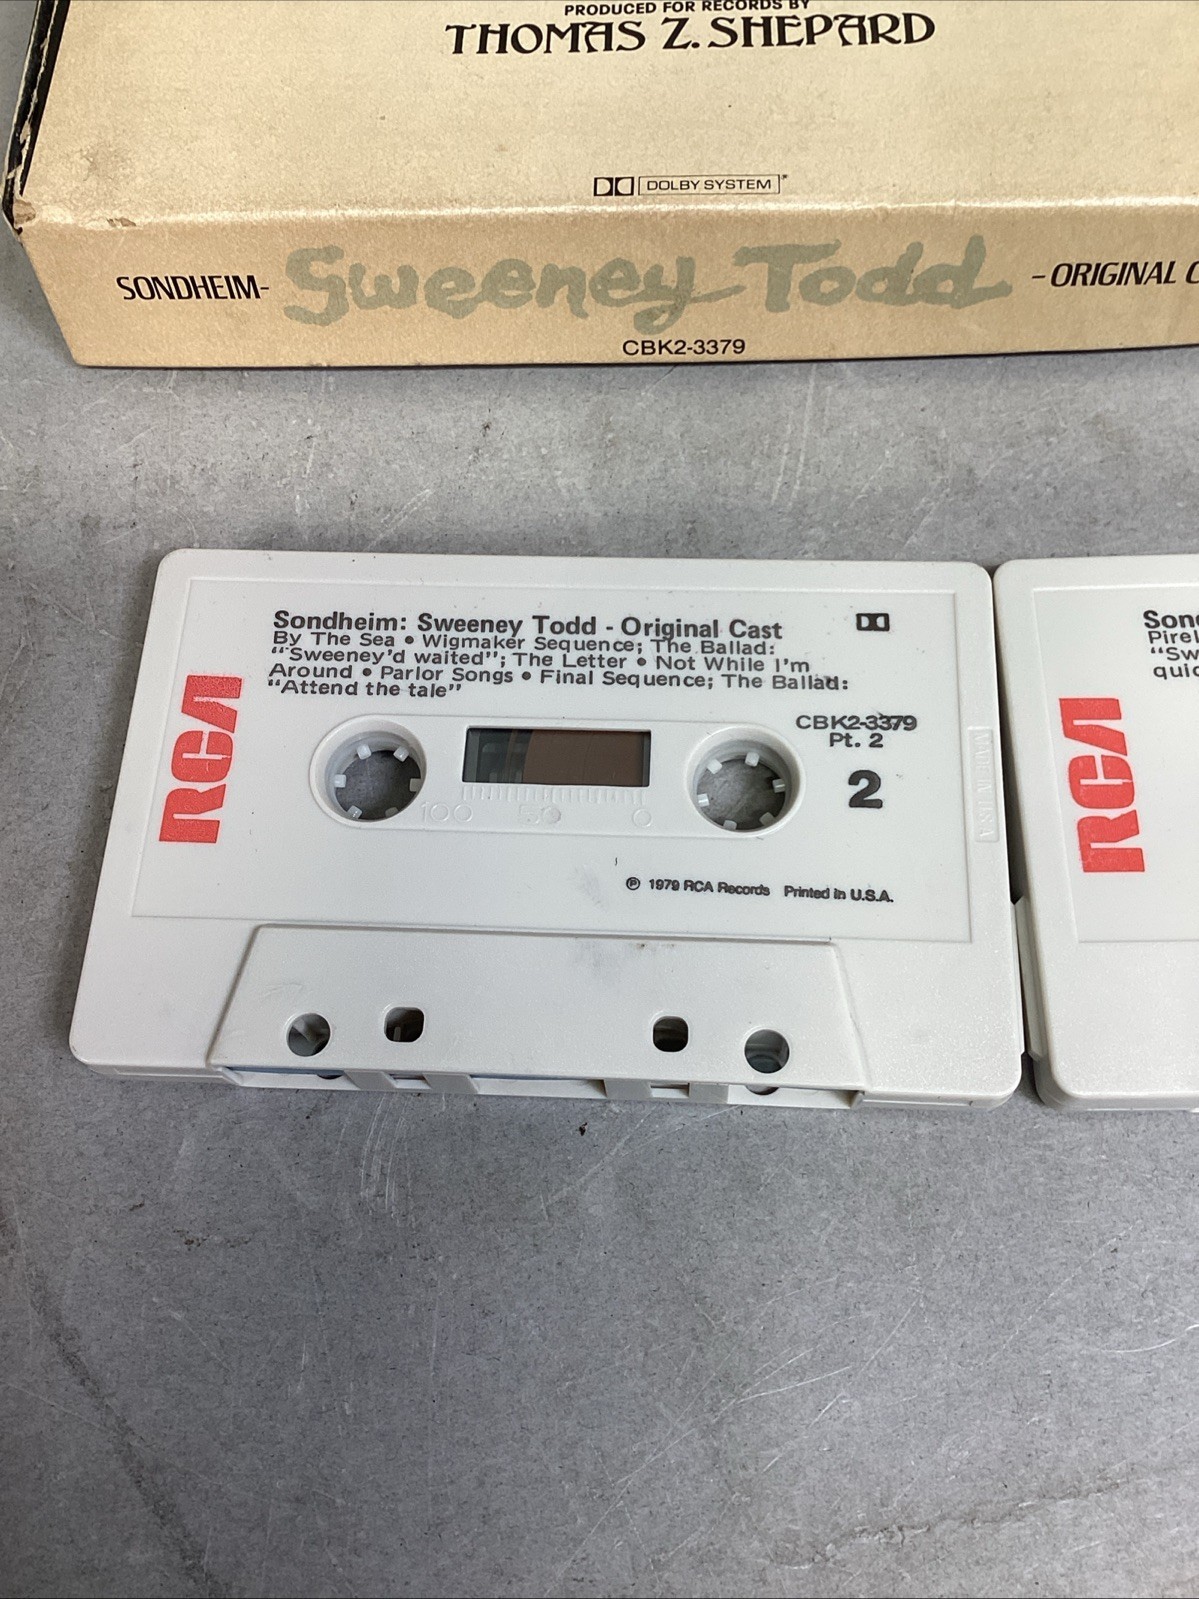 PRODUCED FOR RECORDS BY
THOMAS Z. SHEPARD
DOLBY SYSTEM
SONDHEIM- Sweeney Todd - ORIGINAL C
CBK2-3379
Sondheim: Sweeney Todd - Original Cast
By The Sea • Wigmaker Sequence; The Ballad:
“Sweeney’d waited”; The Letter • Not While I’m
Around • Parlor Songs • Final Sequence; The Ballad:
“Attend the tale”
RCA
CBK2-3379
Pt. 2
2
100 50 0
MADE IN U.S.A.
℗ 1979 RCA Records Printed in U.S.A.
Son
Pirel
“Sw
quic
RCA